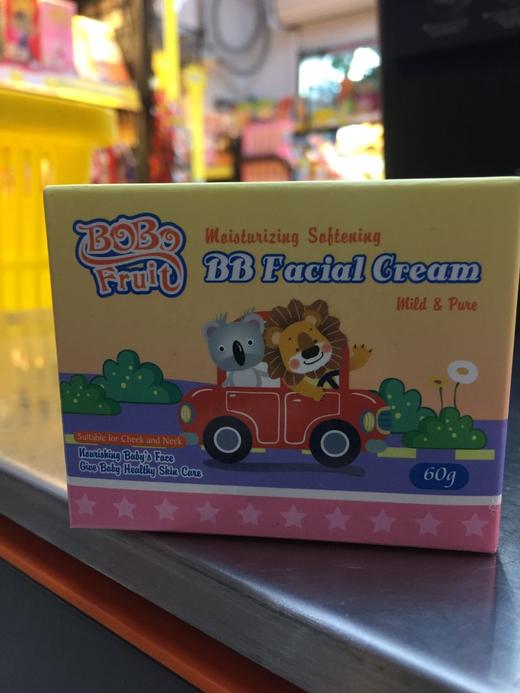 BOBO
Fruit
Moisturizing Softening
BB Facial Cream
Mild & Pure
Suitable for Cheek and Neck
Nourishing Baby's Face
Give Baby Healthy Skin Care
60g